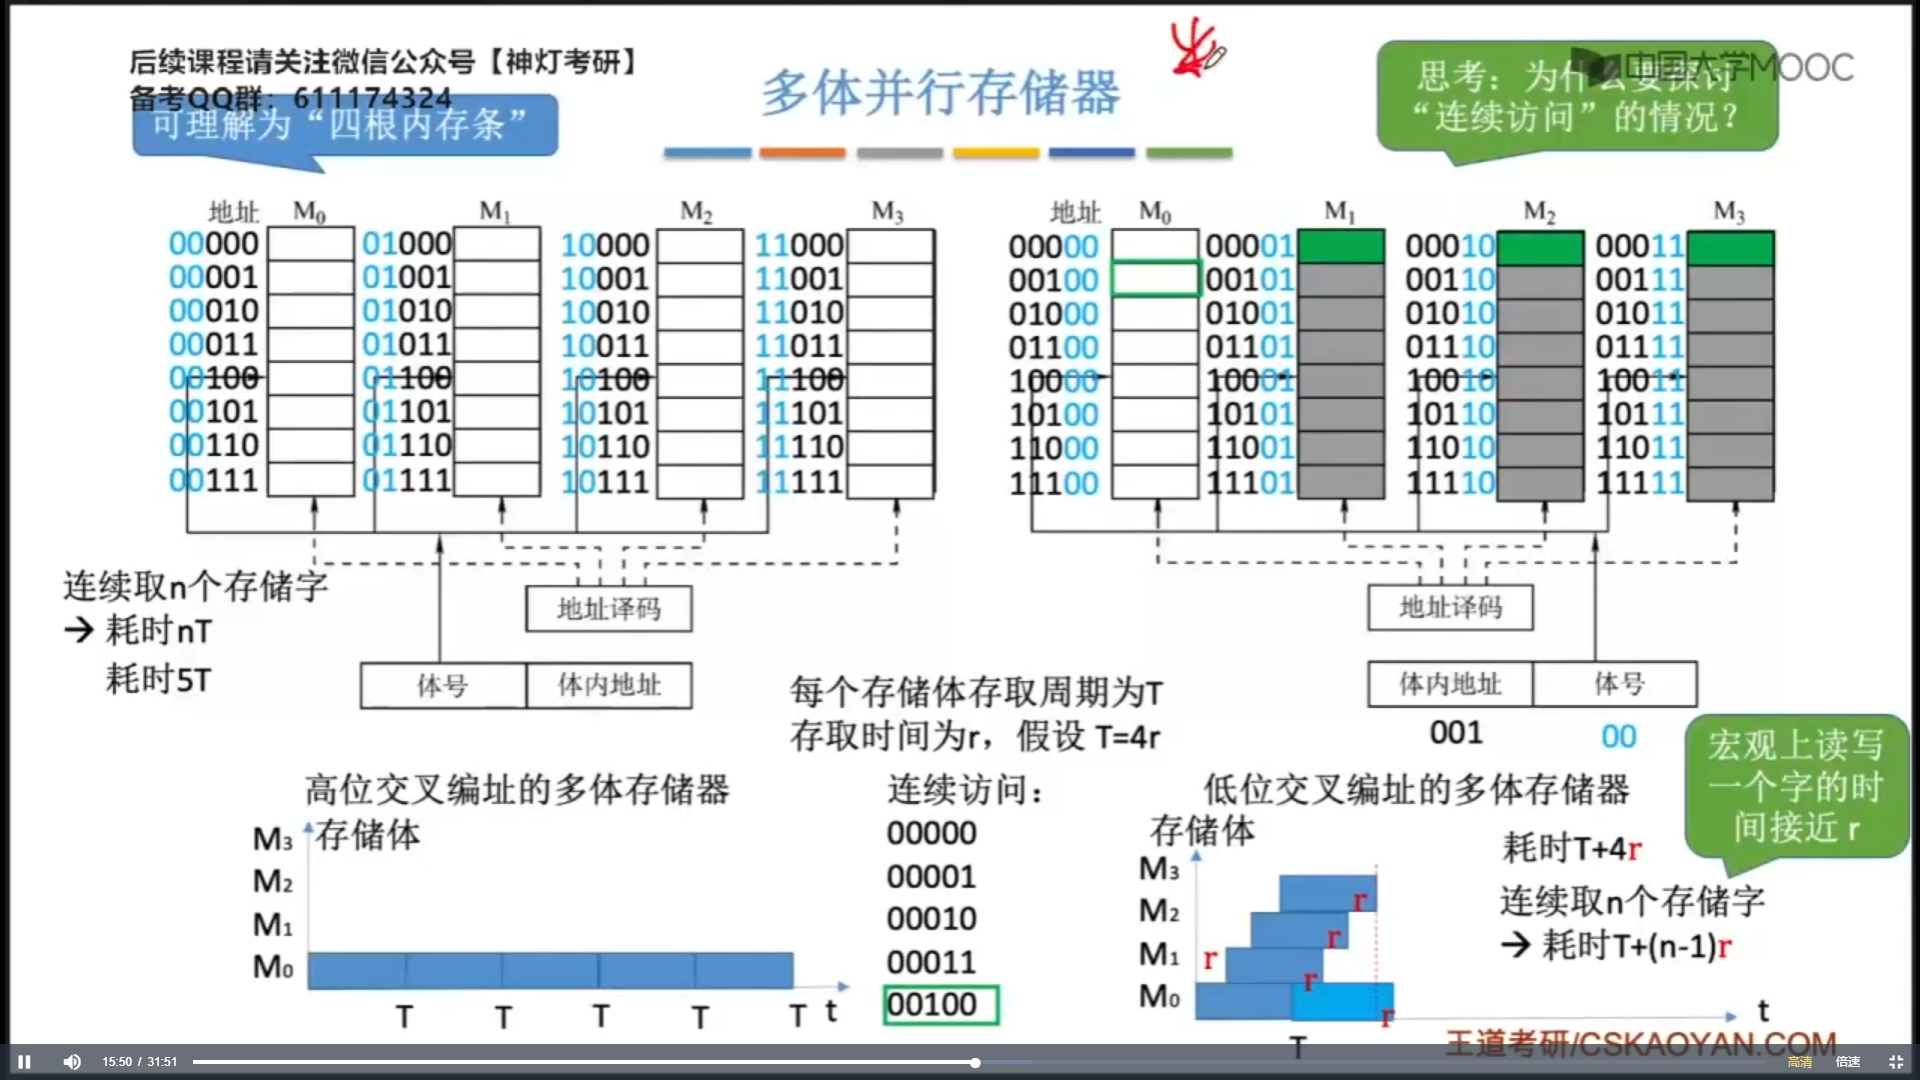 后续课程请关注微信公众号【神灯考研】
备考QQ群：611174324
可理解为“四根内存条”
多体并行存储器
中国大学MOOC
思考：为什么要探讨
“连续访问”的情况？
地址 M0 M1 M2 M3
00000 01000 10000 11000
00001 01001 10001 11001
00010 01010 10010 11010
00011 01011 10011 11011
00100 01100 10100 11100
00101 01101 10101 11101
00110 01110 10110 11110
00111 01111 10111 11111
地址译码
体号 体内地址
连续取n个存储字
→ 耗时nT
耗时5T
地址 M0 M1 M2 M3
00000 00001 00010 00011
00100 00101 00110 00111
01000 01001 01010 01011
01100 01101 01110 01111
10000 10001 10010 10011
10100 10101 10110 10111
11000 11001 11010 11011
11100 11101 11110 11111
地址译码
体内地址 体号
001 00
每个存储体存取周期为T
存取时间为r，假设 T=4r
宏观上读写
一个字的时
间接近 r
高位交叉编址的多体存储器
存储体
M3
M2
M1
M0
T T T T T t
连续访问：
00000
00001
00010
00011
00100
低位交叉编址的多体存储器
存储体
M3
M2
M1
M0
r
r
r
r
r
T
t
耗时T+4r
连续取n个存储字
→ 耗时T+(n-1)r
王道考研/CSKAOYAN.COM
15:50 / 31:51
高清 倍速